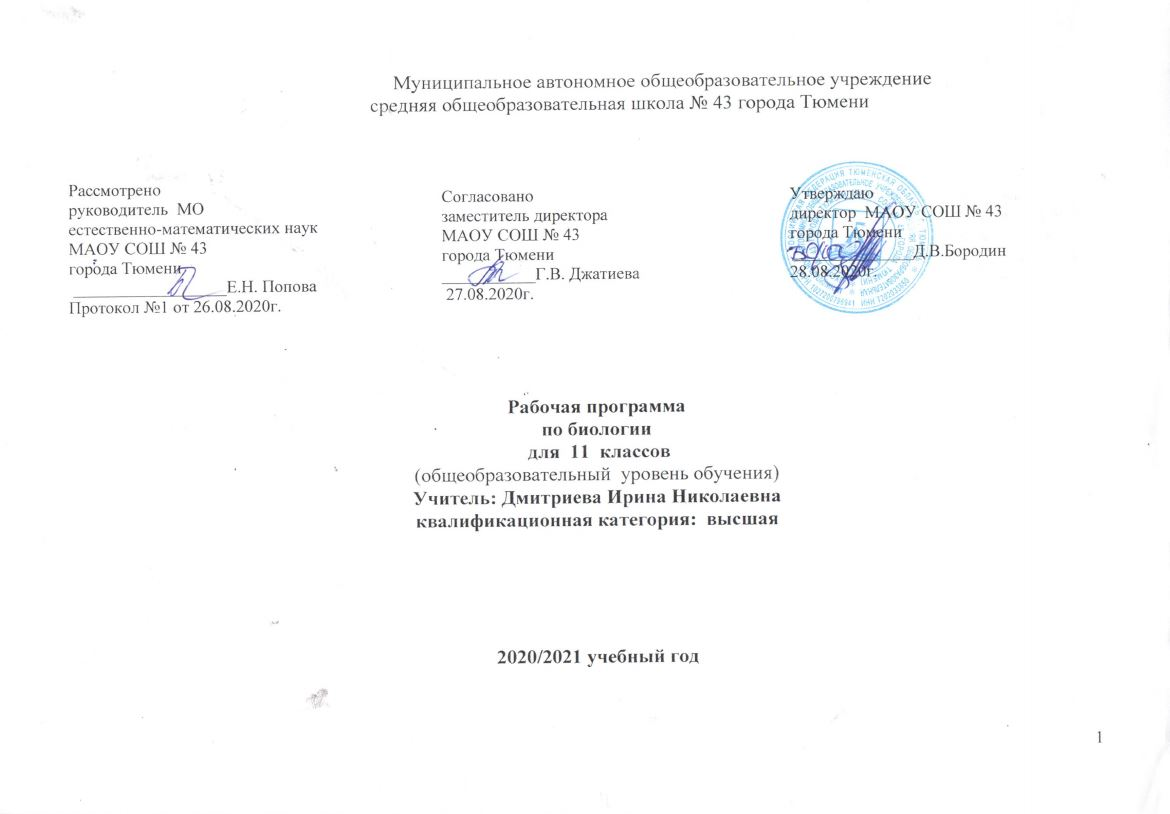 Муниципальное автономное общеобразовательное учреждение
средняя общеобразовательная школа № 43 города Тюмени
Рассмотрено
руководитель МО
естественно-математических наук
МАОУ СОШ № 43
города Тюмени
_________________Е.Н. Попова
Протокол №1 от 26.08.2020г.
Согласовано
заместитель директора
МАОУ СОШ № 43
города Тюмени
___________Г.В. Джатиева
27.08.2020г.
Утверждаю
директор МАОУ СОШ № 43
города Тюмени
______________Д.В.Бородин
28.08.2020г.
Рабочая программа
по биологии
для 11 классов
(общеобразовательный уровень обучения)
Учитель: Дмитриева Ирина Николаевна
квалификационная категория: высшая
2020/2021 учебный год
1